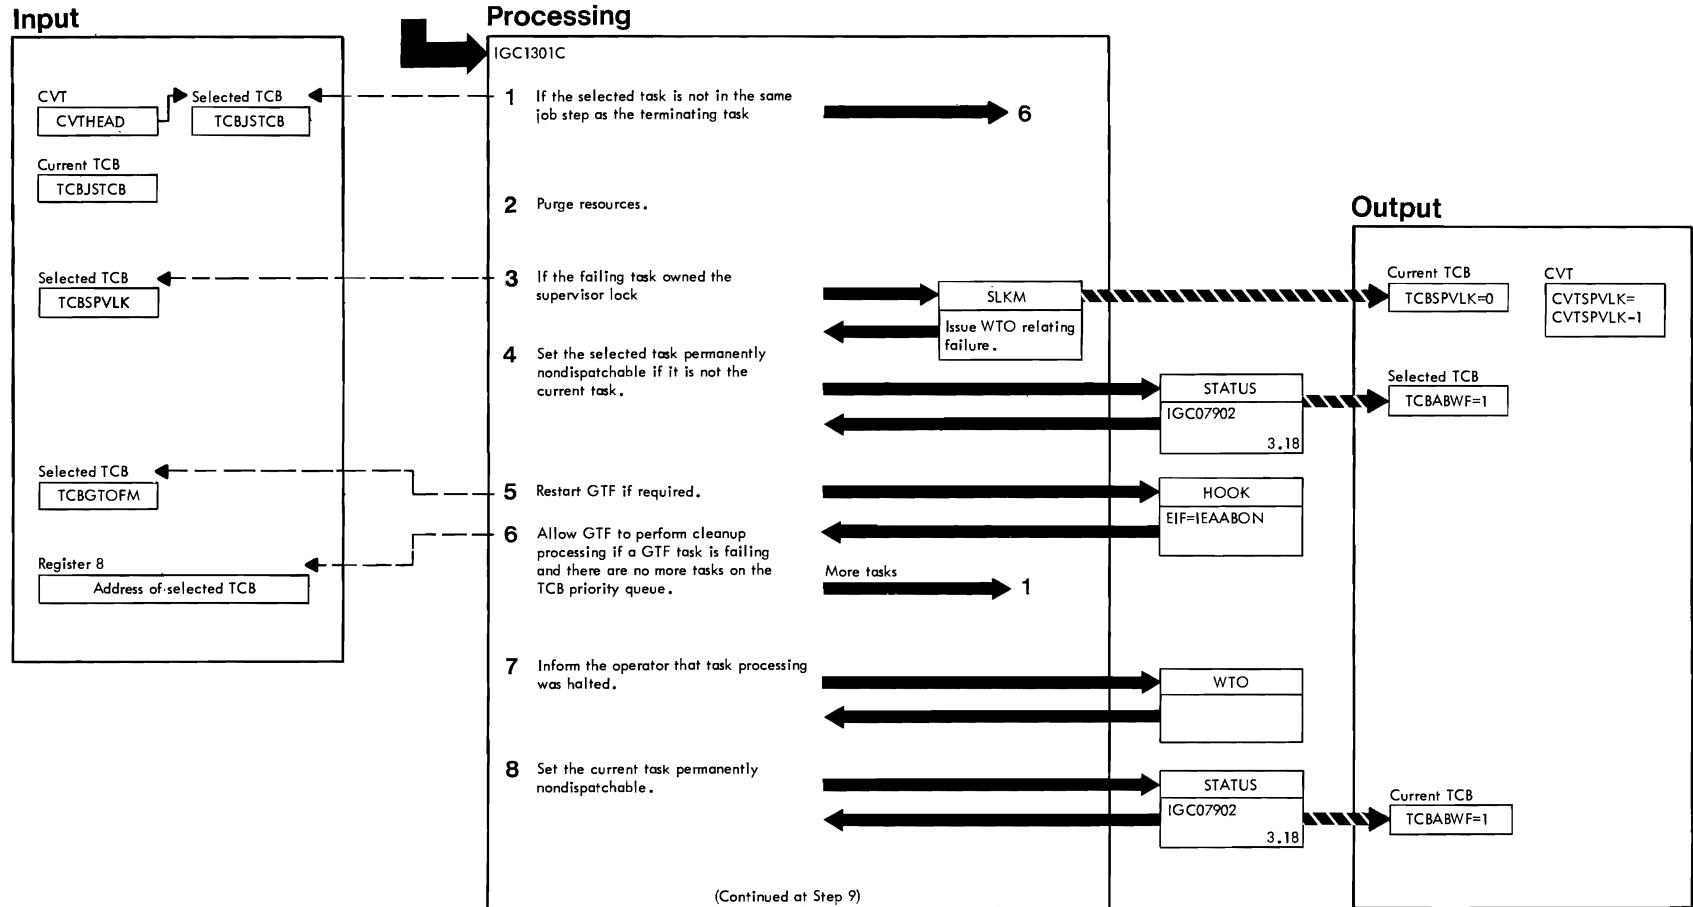 Input
CVT
CVTHEAD
Selected TCB
TCBJSTCB
Current TCB
TCBJSTCB
Selected TCB
TCBSPVLK
Selected TCB
TCBGTOFM
Register 8
Address of selected TCB
Processing
IGC1301C
1 If the selected task is not in the same
job step as the terminating task
6
2 Purge resources.
3 If the failing task owned the
supervisor lock
SLKM
Issue WTO relating
failure.
4 Set the selected task permanently
nondispatchable if it is not the
current task.
STATUS
IGC07902
3.18
5 Restart GTF if required.
HOOK
EIF=IEAABON
6 Allow GTF to perform cleanup
processing if a GTF task is failing
and there are no more tasks on the
TCB priority queue.
More tasks
1
7 Inform the operator that task processing
was halted.
WTO
8 Set the current task permanently
nondispatchable.
STATUS
IGC07902
3.18
(Continued at Step 9)
Output
Current TCB
TCBSPVLK=0
CVT
CVTSPVLK=
CVTSPVLK-1
Selected TCB
TCBABWF=1
Current TCB
TCBABWF=1